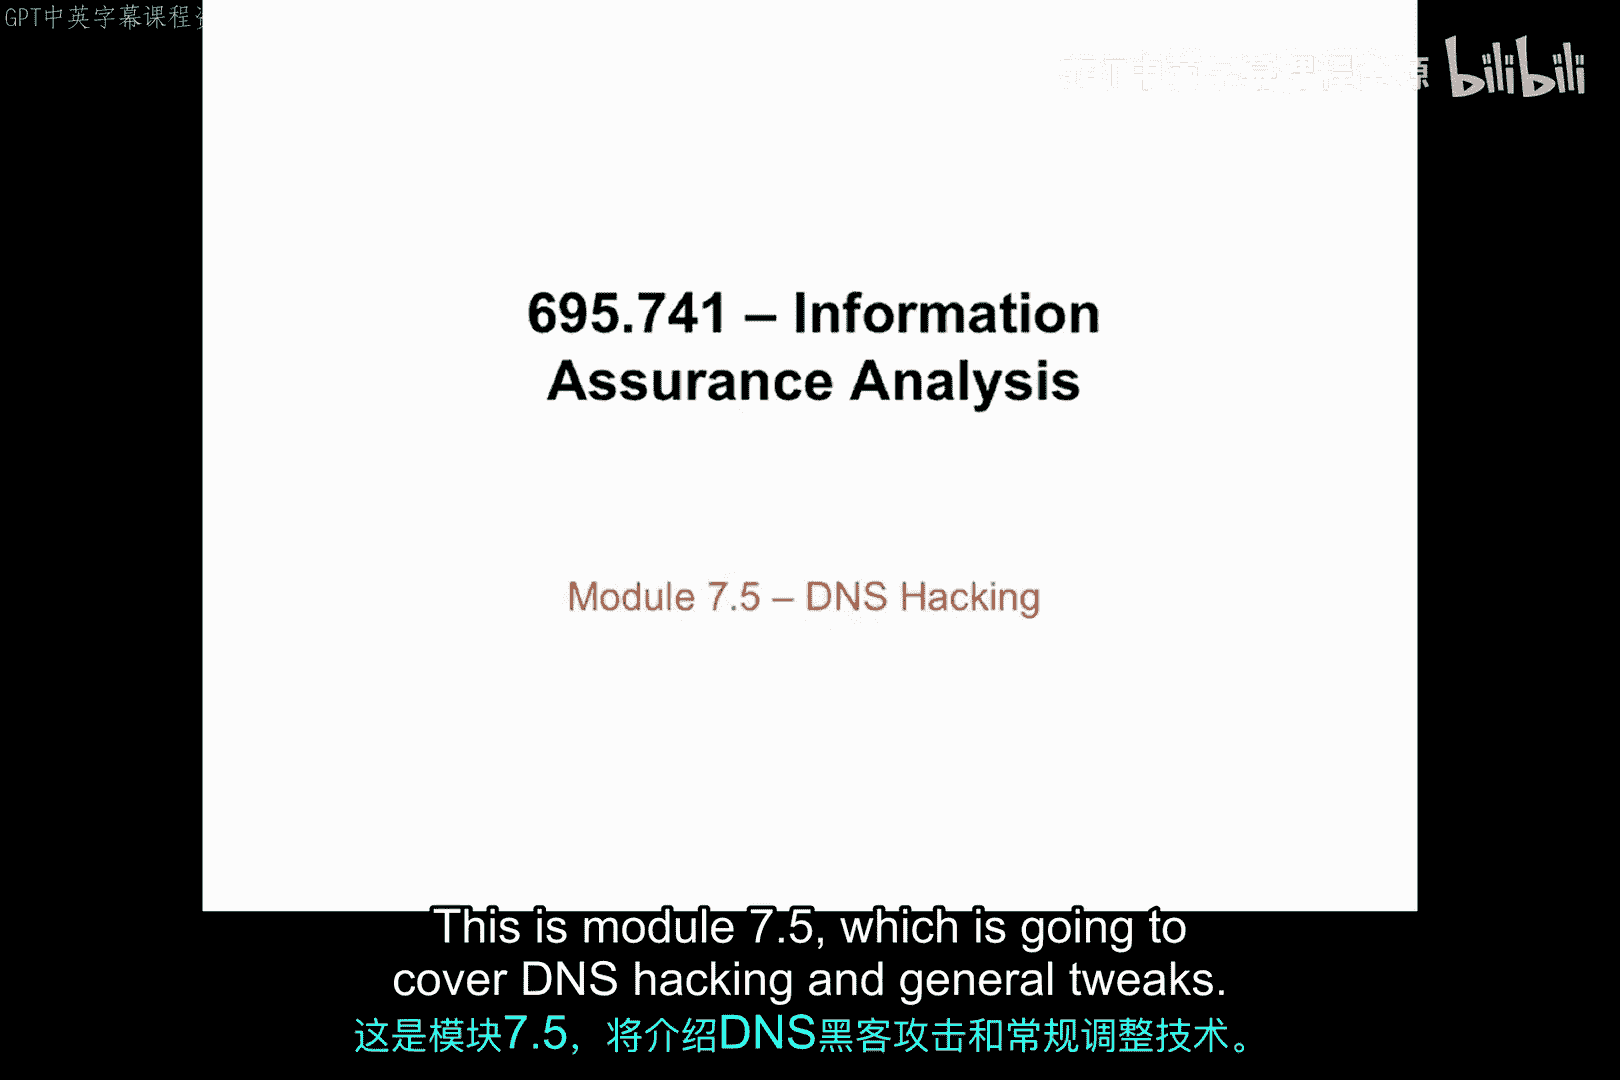 GPT中英字幕课程
bilibili
695.741 – Information
Assurance Analysis
Module 7.5 – DNS Hacking
This is module 7.5, which is going to
cover DNS hacking and general tweaks.
这是模块7.5，将介绍DNS黑客攻击和常规调整技术。